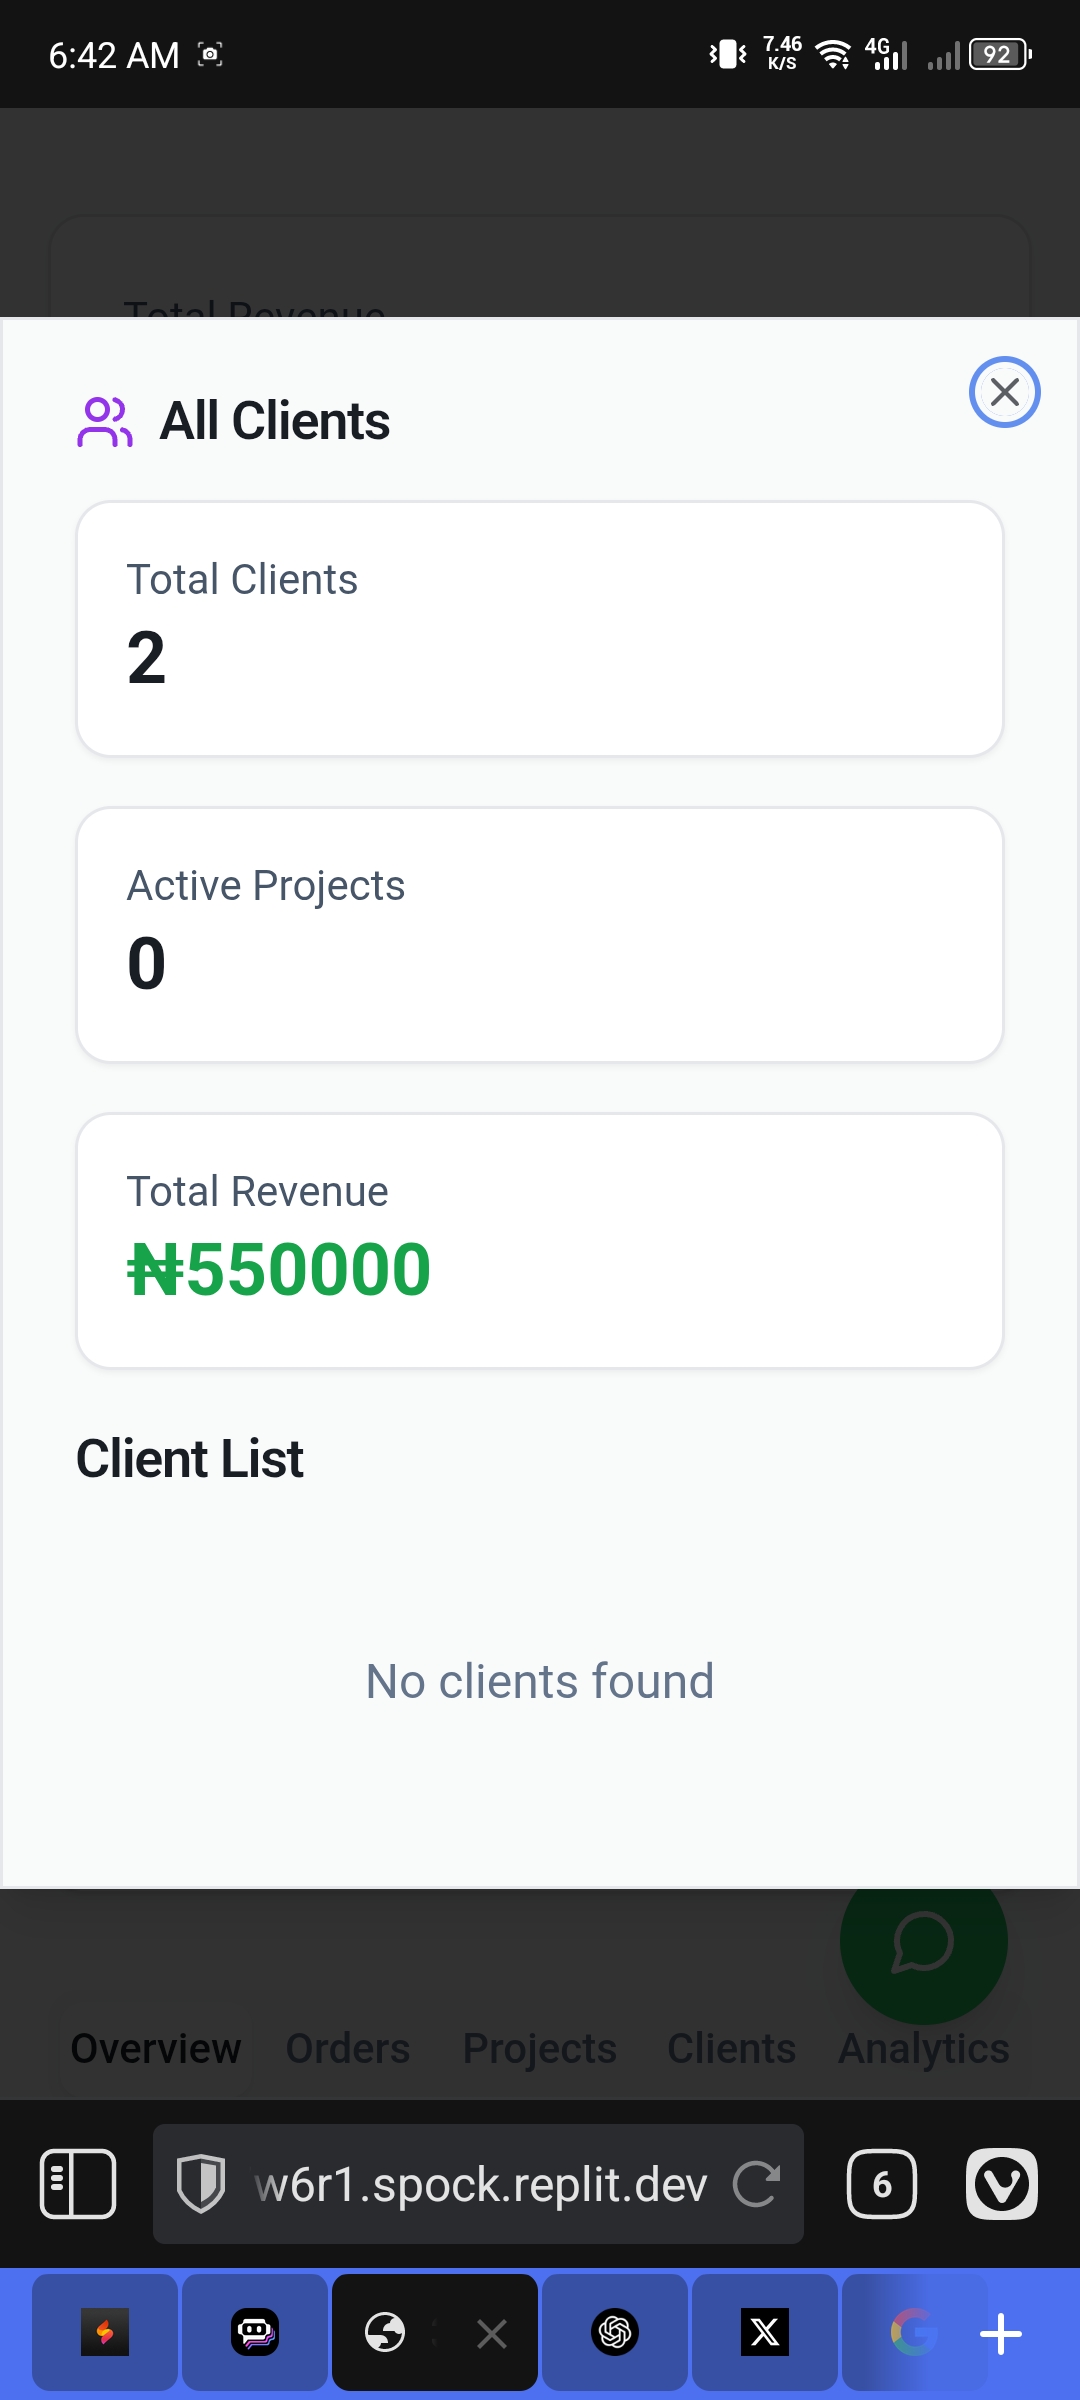 6:42 AM
7.46
K/S
4G
92
Total Revenue
All Clients
Total Clients
2
Active Projects
0
Total Revenue
₦550000
Client List
No clients found
Overview Orders Projects Clients Analytics
w6r1.spock.replit.dev
6